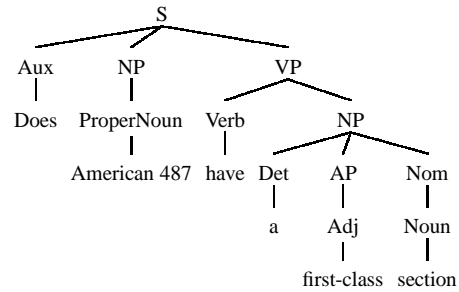 S
Aux NP VP
Does ProperNoun Verb NP
American 487 have Det AP Nom
a Adj Noun
first-class section